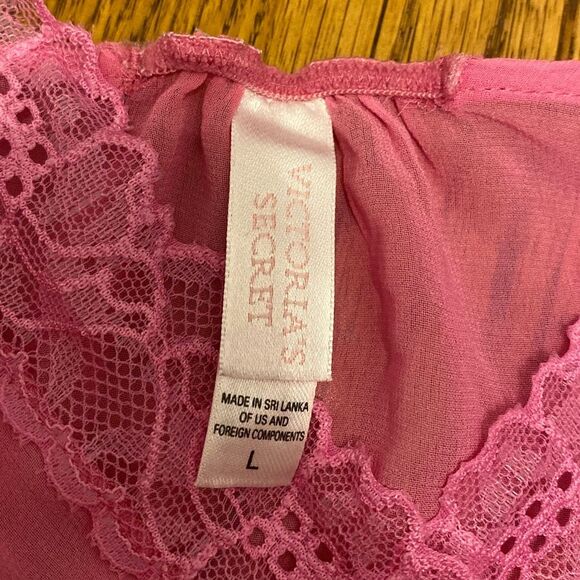 VICTORIA'S
SECRET
MADE IN SRI LANKA
OF US AND
FOREIGN COMPONENTS
L